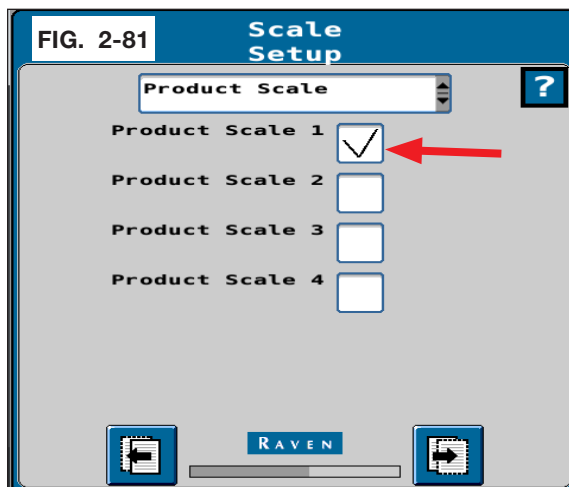 FIG. 2-81
Scale
Setup
?
Product Scale
Product Scale 1
Product Scale 2
Product Scale 3
Product Scale 4
RAVEN